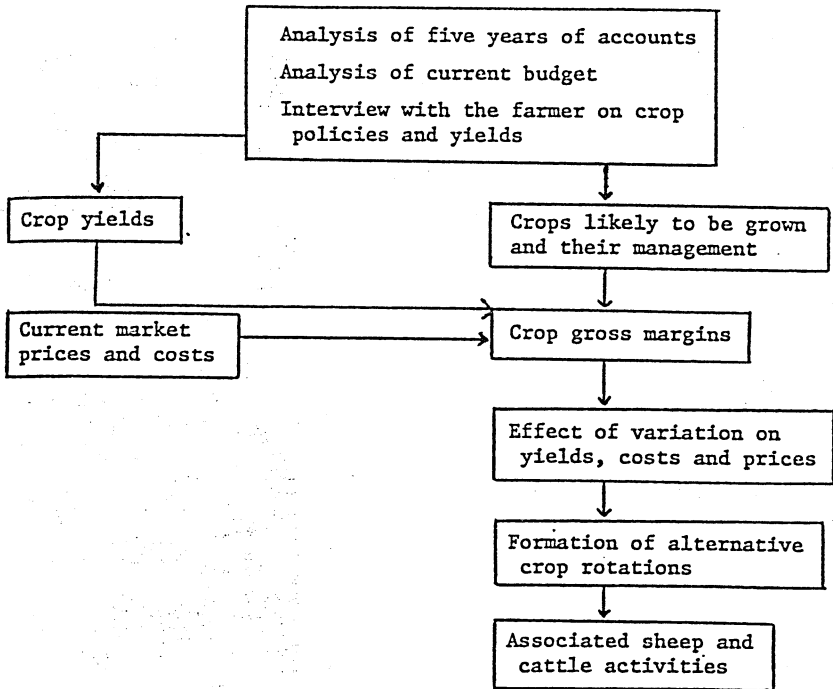 Analysis of five years of accounts
Analysis of current budget
Interview with the farmer on crop
policies and yields
Crop yields
Crops likely to be grown
and their management
Current market
prices and costs
Crop gross margins
Effect of variation on
yields, costs and prices
Formation of alternative
crop rotations
Associated sheep and
cattle activities